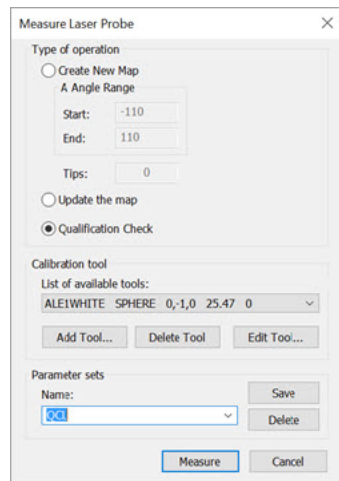 Measure Laser Probe
Type of operation
Create New Map
A Angle Range
Start: -110
End: 110
Tips: 0
Update the map
Qualification Check
Calibration tool
List of available tools:
ALE1WHITE SPHERE 0,-1,0 25.47 0
Add Tool... Delete Tool Edit Tool...
Parameter sets
Name: Save
QCL Delete
Measure Cancel